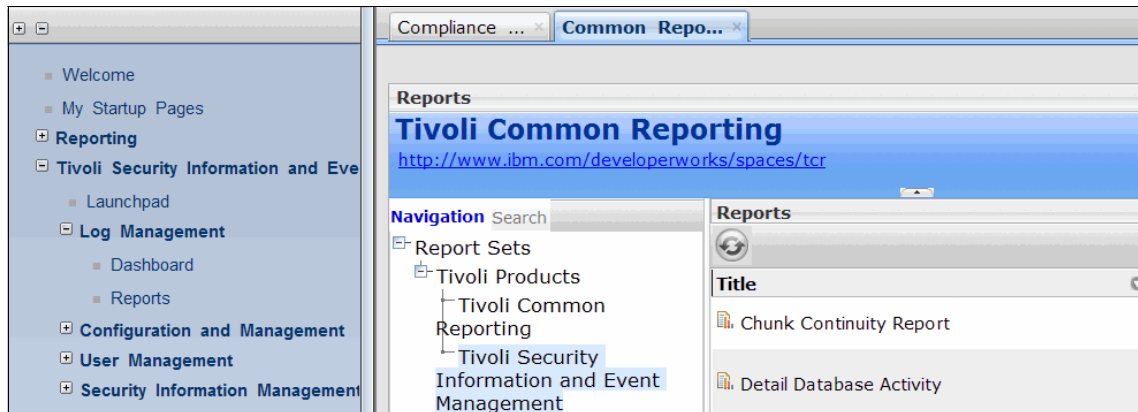 Welcome
My Startup Pages
Reporting
Tivoli Security Information and Eve
Launchpad
Log Management
Dashboard
Reports
Configuration and Management
User Management
Security Information Management
Compliance ...
Common Repo...
Reports
Tivoli Common Reporting
http://www.ibm.com/developerworks/spaces/tcr
Navigation Search
Report Sets
Tivoli Products
Tivoli Common
Reporting
Tivoli Security
Information and Event
Management
Reports
Title
Chunk Continuity Report
Detail Database Activity